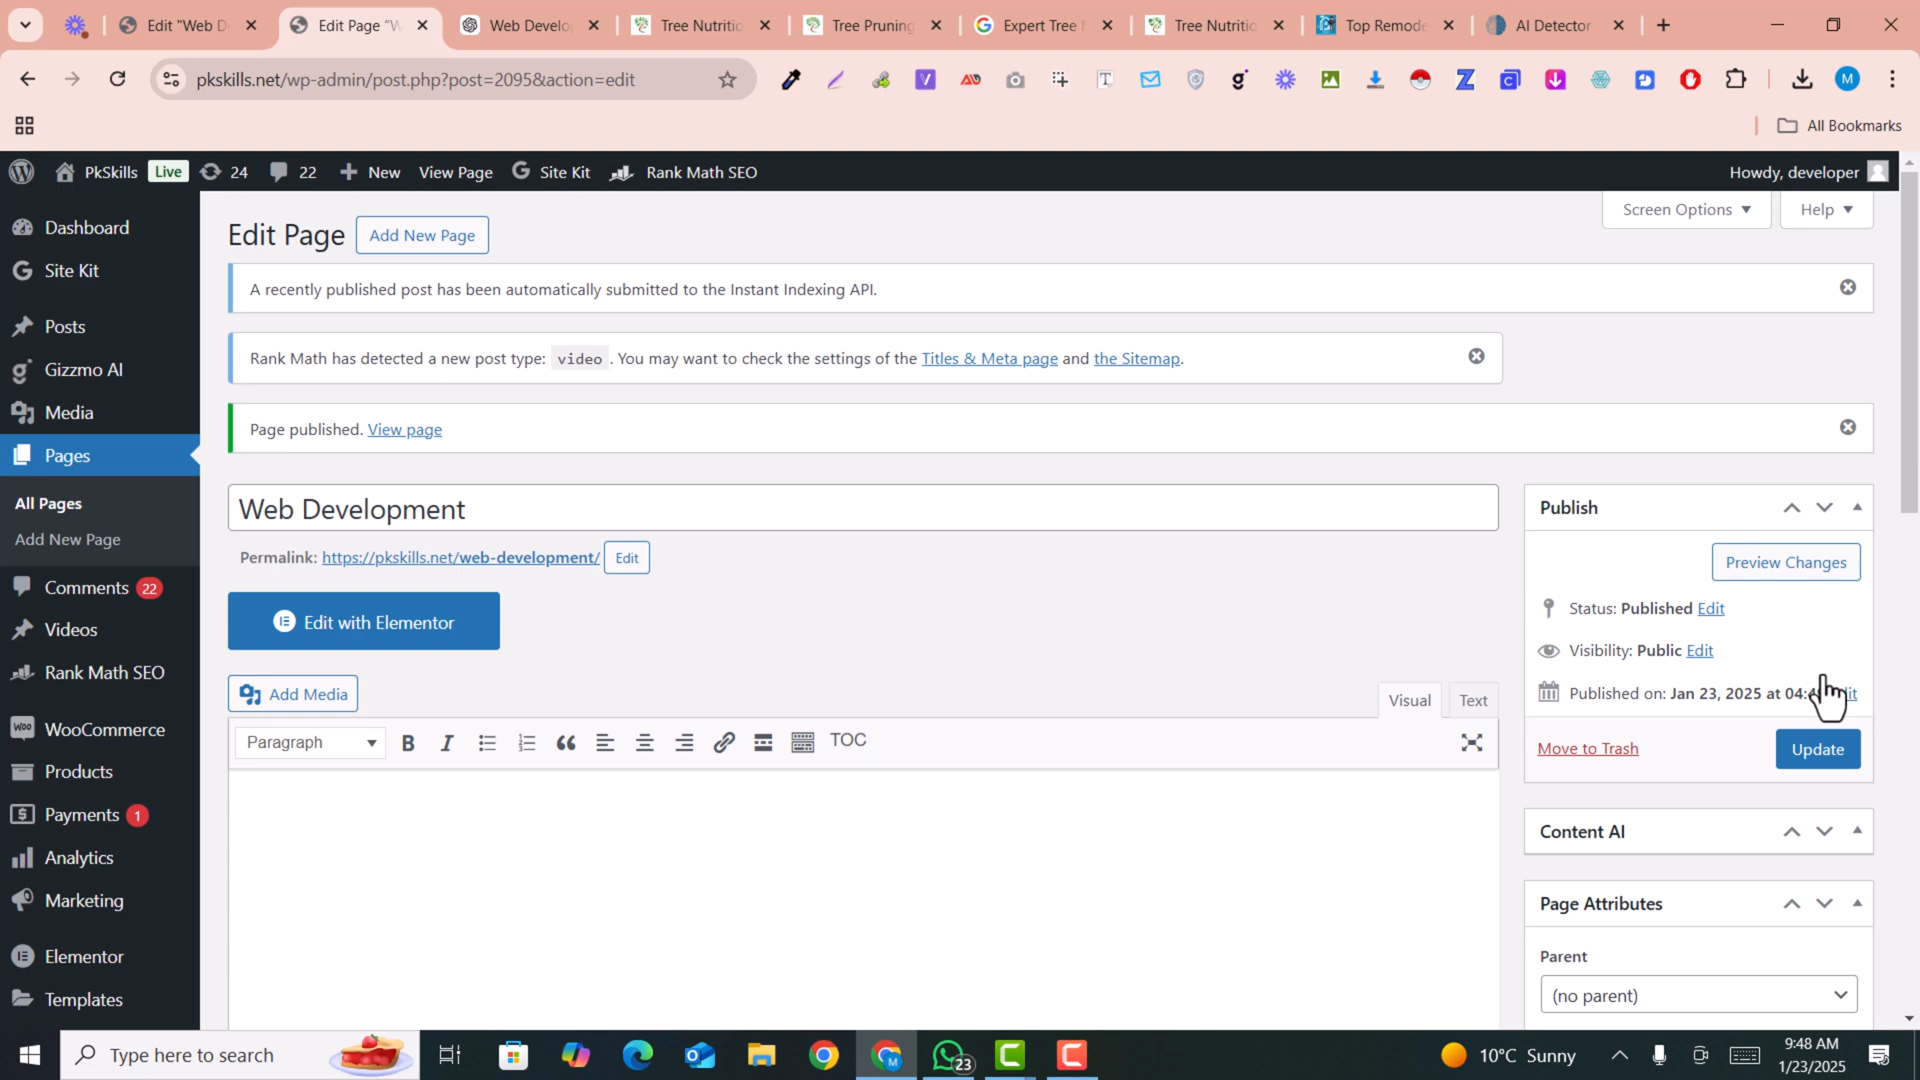 Edit "Web D
Edit Page "W
Web Develo
Tree Nutritio
Tree Pruning
Expert Tree
Tree Nutritio
Top Remode
AI Detector
pkskills.net/wp-admin/post.php?post=2095&action=edit
All Bookmarks
PkSkills
Live
24
22
New
View Page
Site Kit
Rank Math SEO
Howdy, developer
Dashboard
Site Kit
Posts
Gizzmo AI
Media
Pages
All Pages
Add New Page
Comments 22
Videos
Rank Math SEO
WooCommerce
Products
Payments 1
Analytics
Marketing
Elementor
Templates
Screen Options
Help
Edit Page
Add New Page
A recently published post has been automatically submitted to the Instant Indexing API.
Rank Math has detected a new post type: video . You may want to check the settings of the Titles & Meta page and the Sitemap.
Page published. View page
Web Development
Permalink: https://pkskills.net/web-development/ Edit
Edit with Elementor
Add Media
Visual
Text
Paragraph
TOC
Publish
Preview Changes
Status: Published Edit
Visibility: Public Edit
Published on: Jan 23, 2025 at 04:4
Move to Trash
Update
Content AI
Page Attributes
Parent
(no parent)
Type here to search
23
10°C Sunny
9:48 AM
1/23/2025